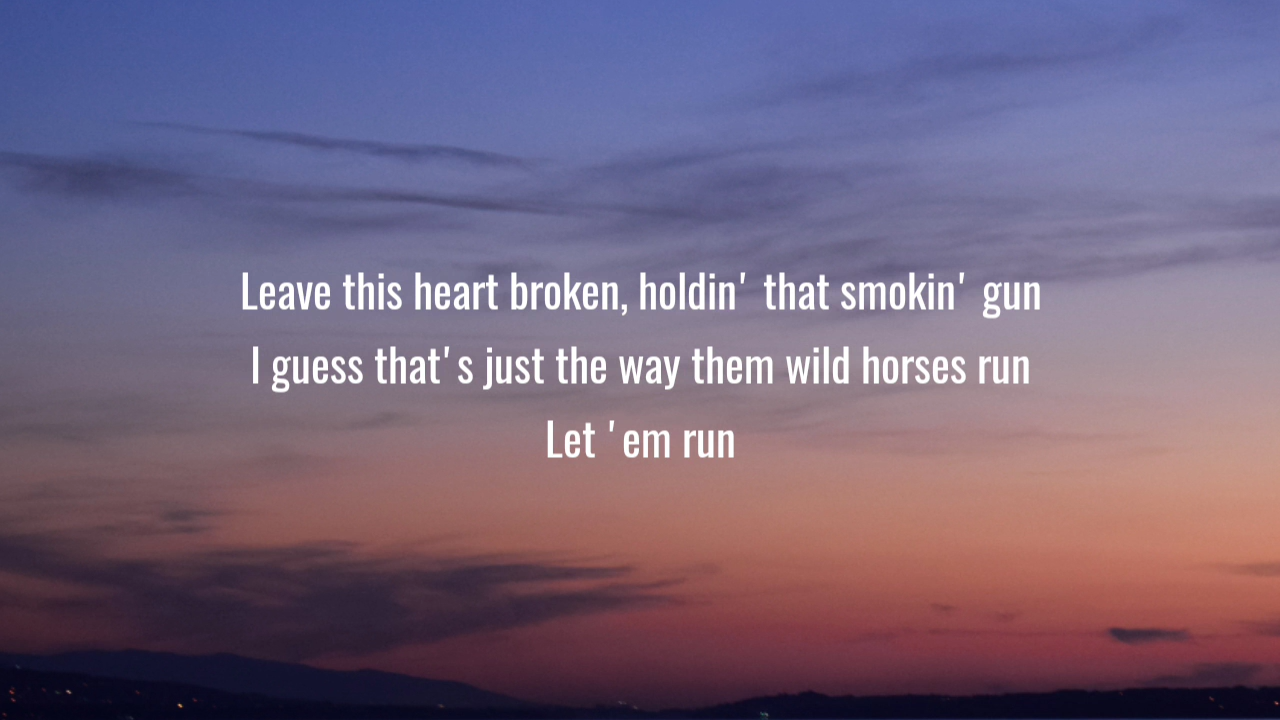 Leave this heart broken, holdin' that smokin' gun
I guess that's just the way them wild horses run
Let 'em run